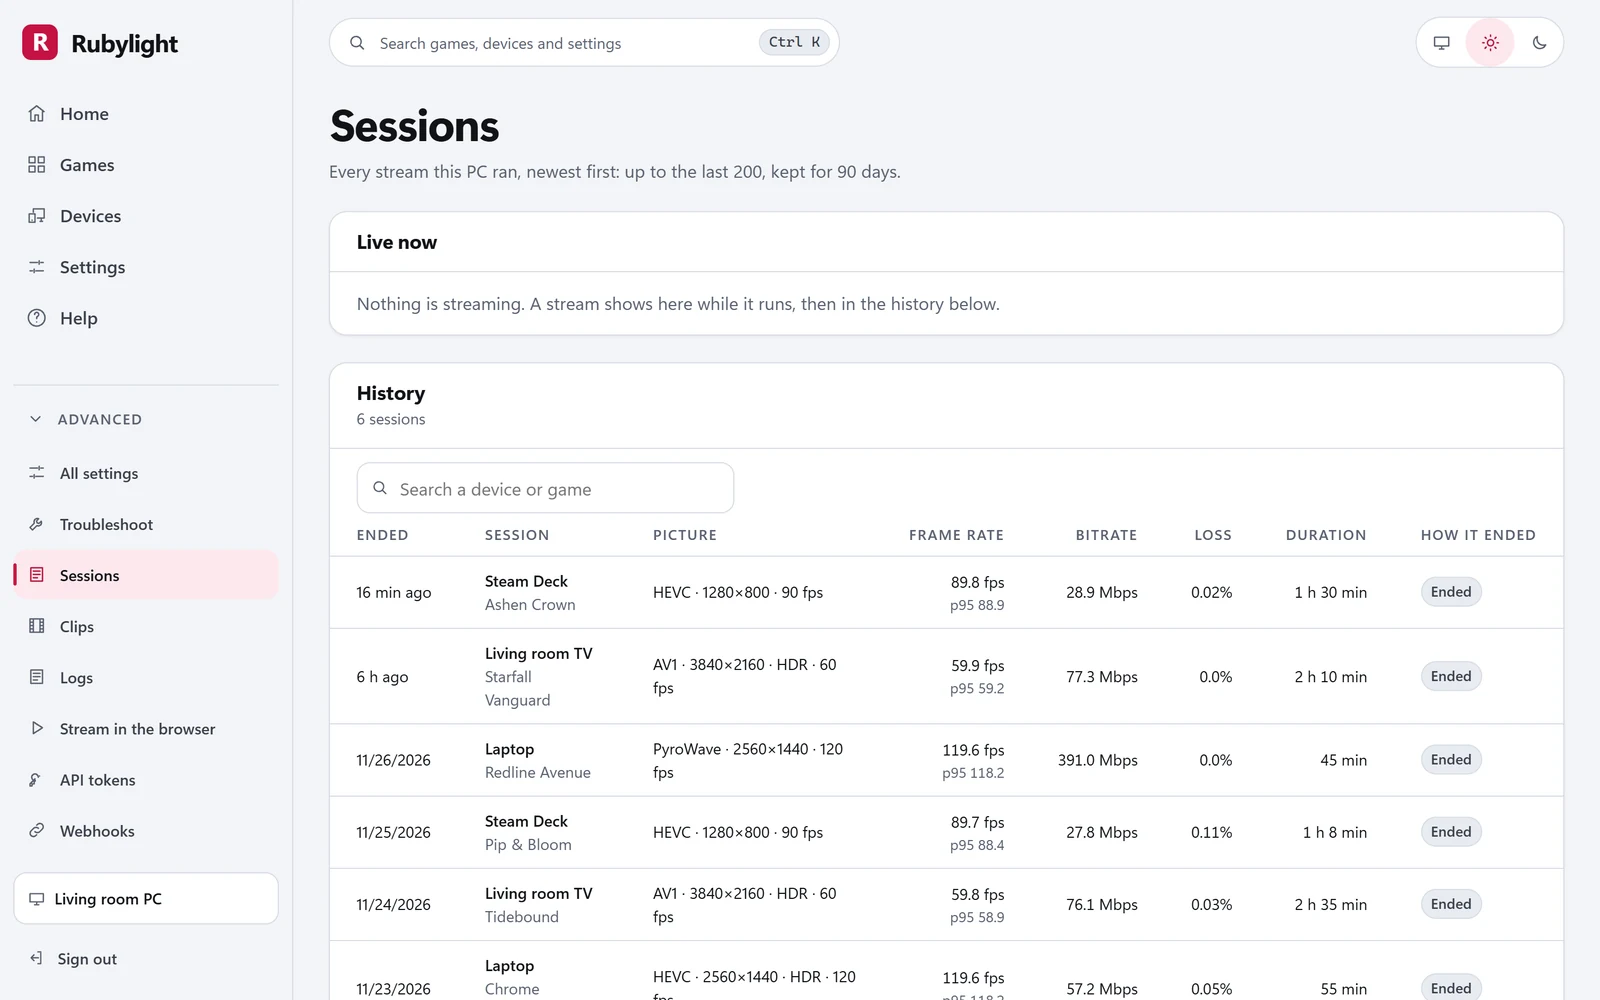 R Rubylight
Search games, devices and settings
Ctrl K
Home
Games
Devices
Settings
Help
ADVANCED
All settings
Troubleshoot
Sessions
Clips
Logs
Stream in the browser
API tokens
Webhooks
Living room PC
Sign out
Sessions
Every stream this PC ran, newest first: up to the last 200, kept for 90 days.
Live now
Nothing is streaming. A stream shows here while it runs, then in the history below.
History
6 sessions
Search a device or game
ENDED SESSION PICTURE FRAME RATE BITRATE LOSS DURATION HOW IT ENDED
16 min ago
Steam Deck
Ashen Crown
HEVC · 1280×800 · 90 fps
89.8 fps
p95 88.9
28.9 Mbps
0.02%
1 h 30 min
Ended
6 h ago
Living room TV
Starfall
Vanguard
AV1 · 3840×2160 · HDR · 60
fps
59.9 fps
p95 59.2
77.3 Mbps
0.0%
2 h 10 min
Ended
11/26/2026
Laptop
Redline Avenue
PyroWave · 2560×1440 · 120
fps
119.6 fps
p95 118.2
391.0 Mbps
0.0%
45 min
Ended
11/25/2026
Steam Deck
Pip & Bloom
HEVC · 1280×800 · 90 fps
89.7 fps
p95 88.4
27.8 Mbps
0.11%
1 h 8 min
Ended
11/24/2026
Living room TV
Tidebound
AV1 · 3840×2160 · HDR · 60
fps
59.8 fps
p95 58.9
76.1 Mbps
0.03%
2 h 35 min
Ended
11/23/2026
Laptop
Chrome
HEVC · 2560×1440 · HDR · 120
fps
119.6 fps
p95 118.2
57.2 Mbps
0.05%
55 min
Ended